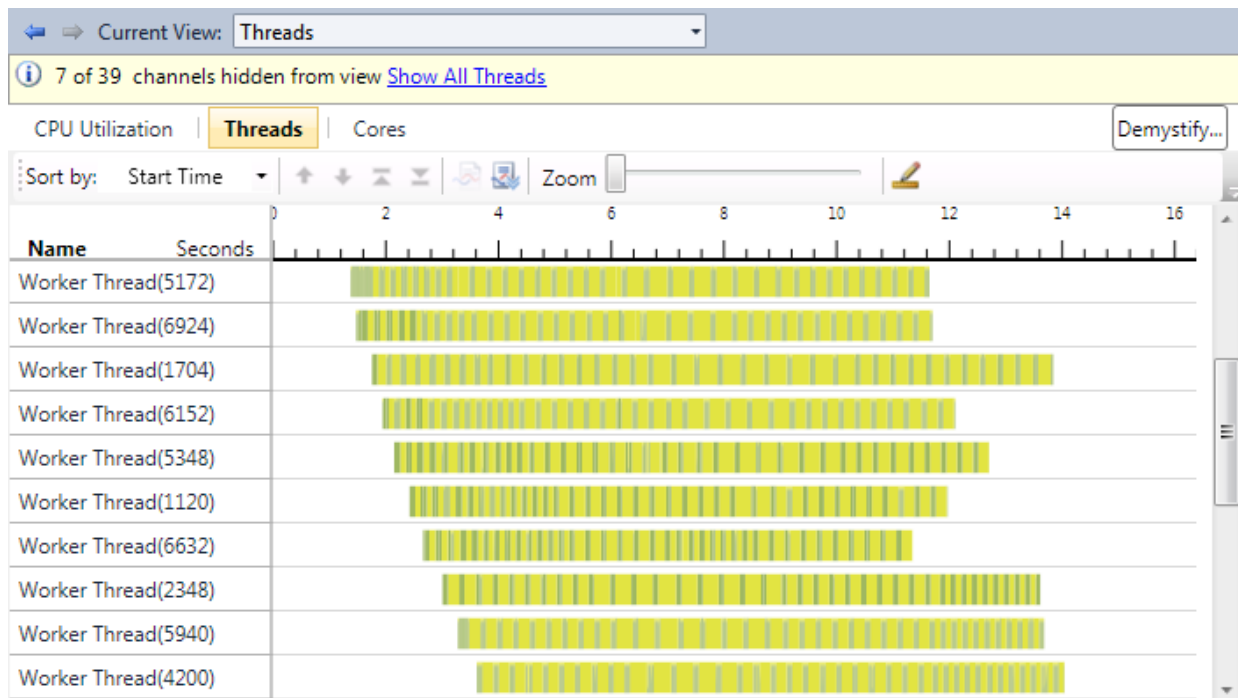 Current View: Threads
7 of 39 channels hidden from view Show All Threads
CPU Utilization Threads Cores Demystify...
Sort by: Start Time Zoom
0 2 4 6 8 10 12 14 16
Name Seconds
Worker Thread(5172)
Worker Thread(6924)
Worker Thread(1704)
Worker Thread(6152)
Worker Thread(5348)
Worker Thread(1120)
Worker Thread(6632)
Worker Thread(2348)
Worker Thread(5940)
Worker Thread(4200)